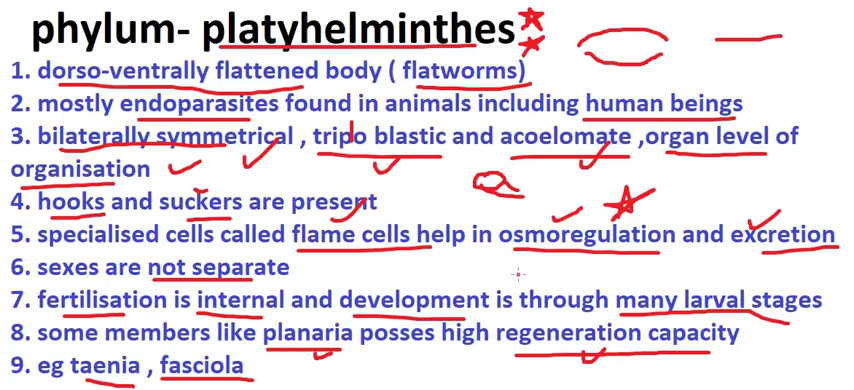 phylum- platyhelminthes
1. dorso-ventrally flattened body ( flatworms)
2. mostly endoparasites found in animals including human beings
3. bilaterally symmetrical , tripo blastic and acoelomate ,organ level of
organisation
4. hooks and suckers are present
5. specialised cells called flame cells help in osmoregulation and excretion
6. sexes are not separate
7. fertilisation is internal and development is through many larval stages
8. some members like planaria posses high regeneration capacity
9. eg taenia , fasciola